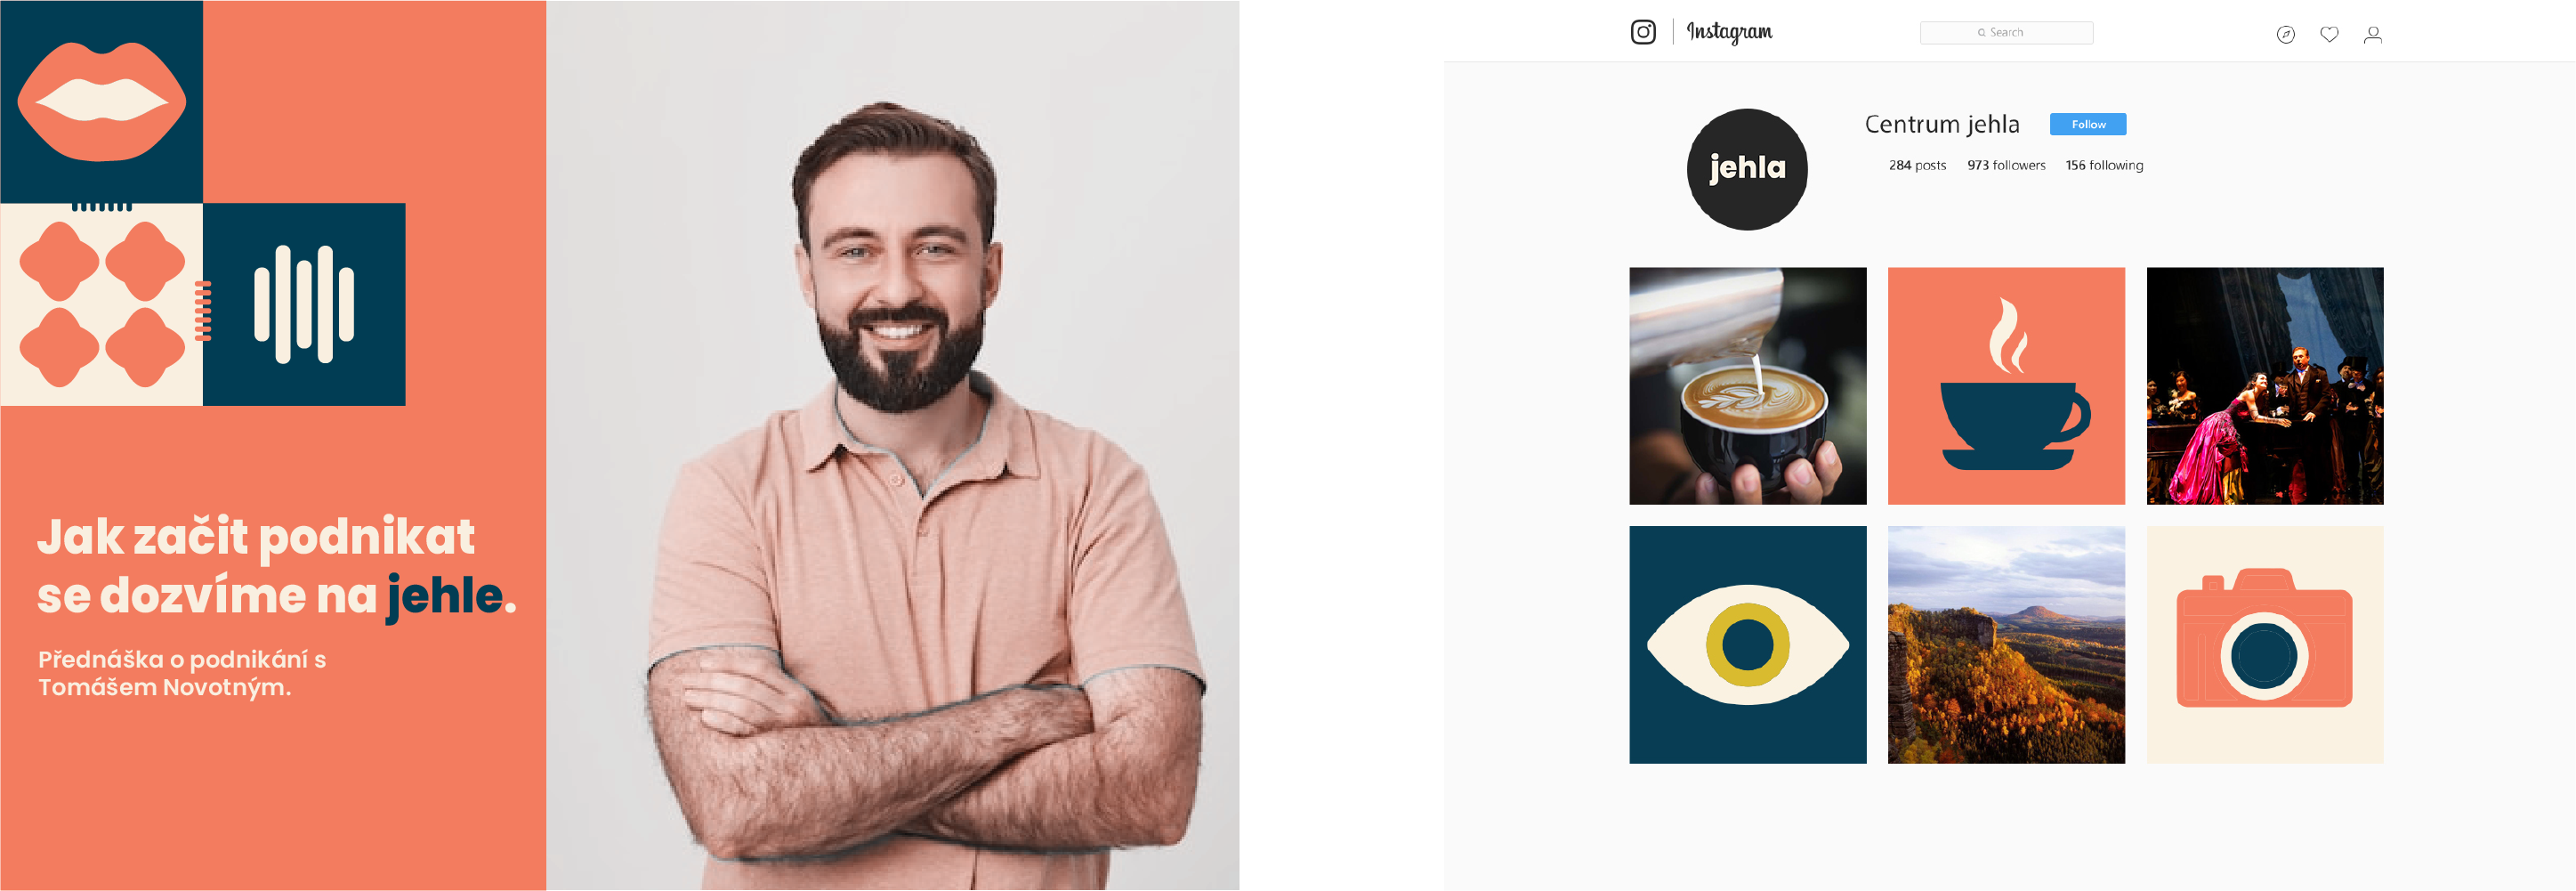 Jak začit podnikat
se dozvíme na jehle.
Přednáška o podnikání s
Tomášem Novotným.
Instagram
Search
jehla
Centrum jehla
Follow
284 posts 973 followers 156 following